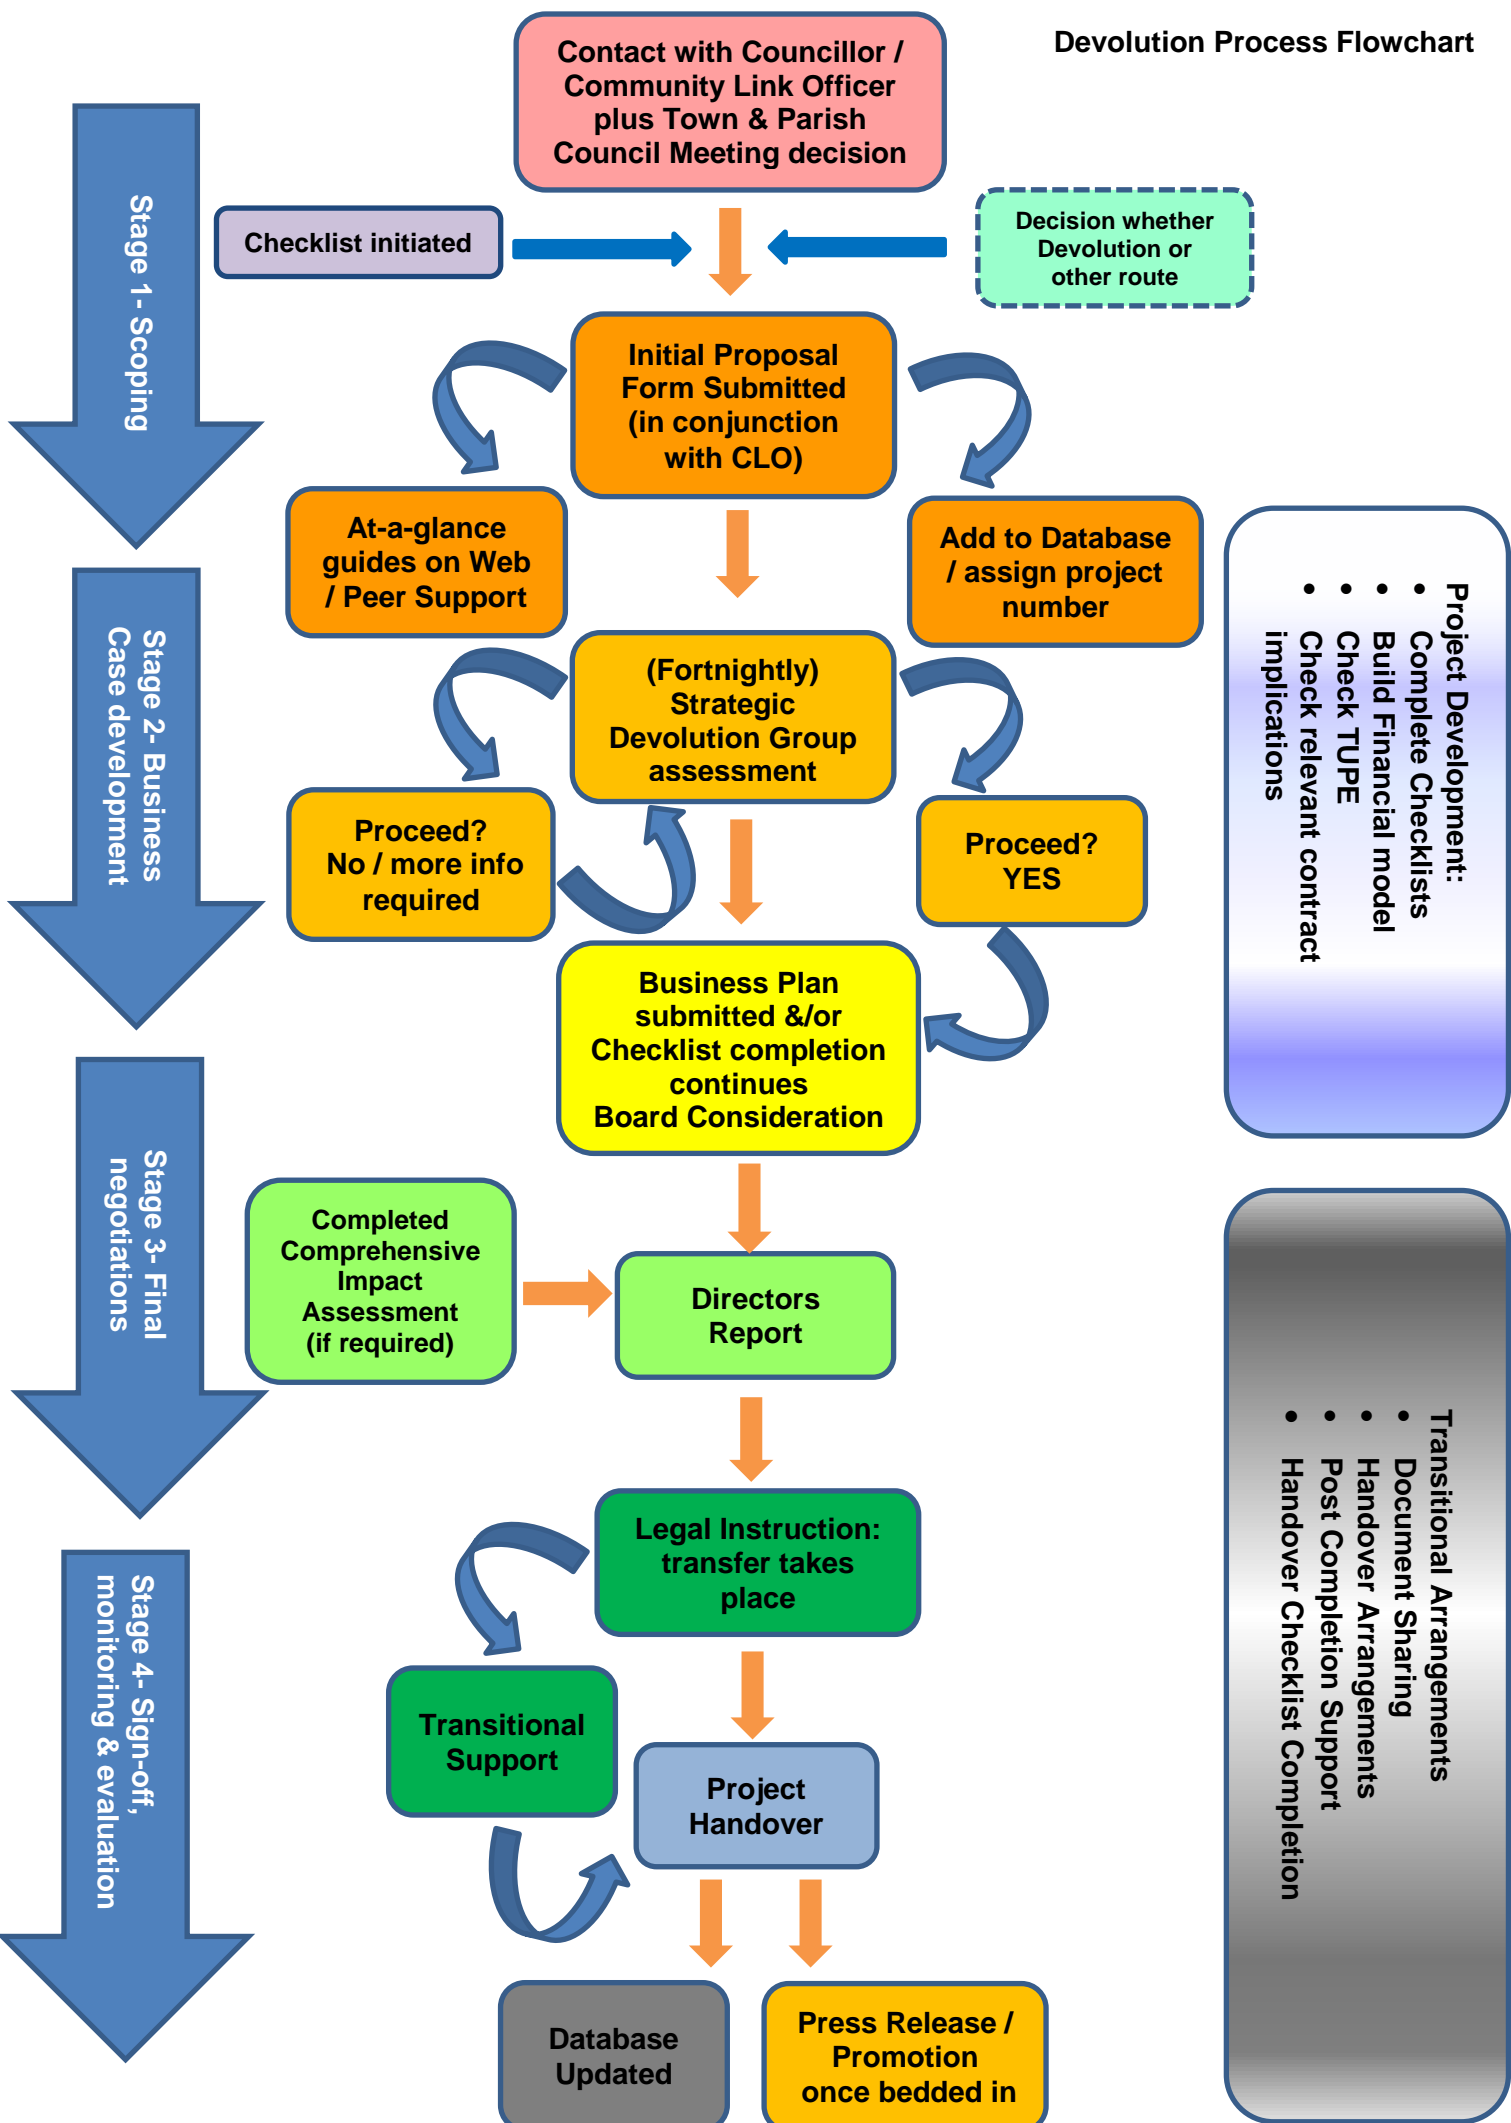 Devolution Process Flowchart
Contact with Councillor /
Community Link Officer
plus Town & Parish
Council Meeting decision
Stage 1- Scoping
Checklist initiated
Decision whether
Devolution or
other route
Initial Proposal
Form Submitted
(in conjunction
with CLO)
At-a-glance
guides on Web
/ Peer Support
Add to Database
/ assign project
number
Stage 2- Business
Case development
(Fortnightly)
Strategic
Devolution Group
assessment
Proceed?
No / more info
required
Proceed?
YES
Project Development:
• Complete Checklists
• Build Financial model
• Check TUPE
• Check relevant contract
implications
Business Plan
submitted &/or
Checklist completion
continues
Board Consideration
Stage 3- Final
negotiations
Completed
Comprehensive
Impact
Assessment
(if required)
Directors
Report
Legal Instruction:
transfer takes
place
Transitional Arrangements
• Document Sharing
• Handover Arrangements
• Post Completion Support
• Handover Checklist Completion
Stage 4- Sign-off,
monitoring & evaluation
Transitional
Support
Project
Handover
Database
Updated
Press Release /
Promotion
once bedded in